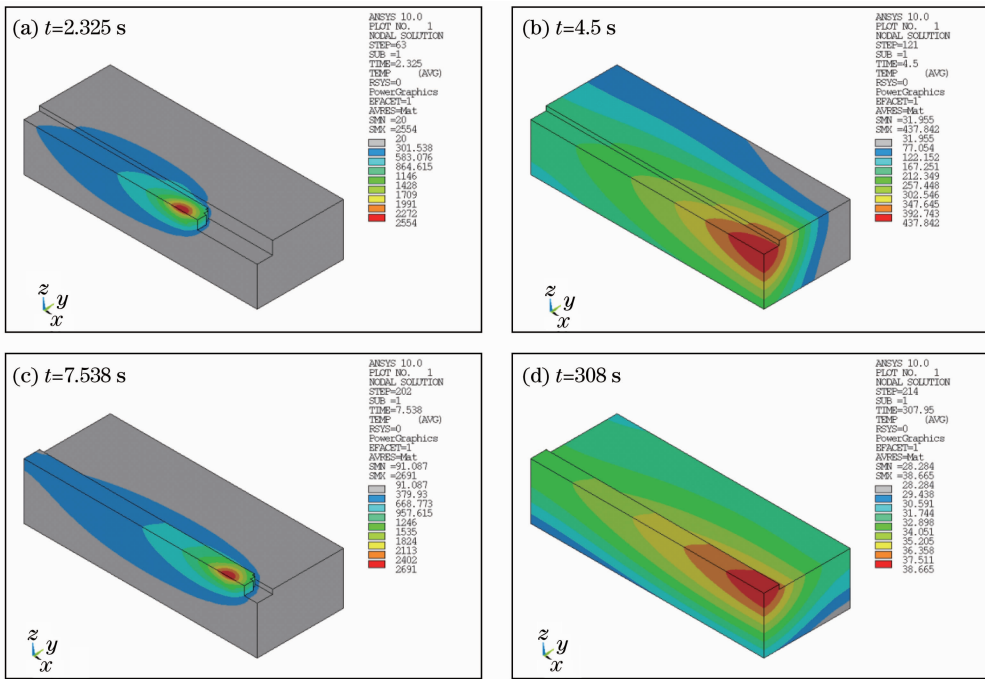 (a) t=2.325 s
ANSYS 10.0
PLOT NO. 1
NODAL SOLUTION
STEP=63
SUB =1
TIME=2.325
TEMP (AVG)
RSYS=0
PowerGraphics
EFACET=1
AVRES=Mat
SMN =20
SMX =2554
20
301.538
583.076
864.615
1146
1428
1709
1991
2272
2554
z
y
x
(b) t=4.5 s
ANSYS 10.0
PLOT NO. 1
NODAL SOLUTION
STEP=121
SUB =1
TIME=4.5
TEMP (AVG)
RSYS=0
PowerGraphics
EFACET=1
AVRES=Mat
SMN =31.955
SMX =437.842
31.955
77.054
122.152
167.251
212.349
257.448
302.546
347.645
392.743
437.842
z
y
x
(c) t=7.538 s
ANSYS 10.0
PLOT NO. 1
NODAL SOLUTION
STEP=202
SUB =1
TIME=7.538
TEMP (AVG)
RSYS=0
PowerGraphics
EFACET=1
AVRES=Mat
SMN =91.087
SMX =2691
91.087
379.93
668.773
957.615
1246
1535
1824
2113
2402
2691
z
y
x
(d) t=308 s
ANSYS 10.0
PLOT NO. 1
NODAL SOLUTION
STEP=214
SUB =1
TIME=307.95
TEMP (AVG)
RSYS=0
PowerGraphics
EFACET=1
AVRES=Mat
SMN =28.284
SMX =38.665
28.284
29.438
30.591
31.744
32.898
34.051
35.205
36.358
37.511
38.665
z
y
x